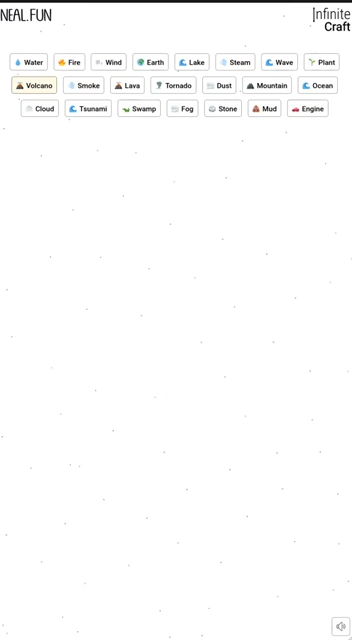 NEAL.FUN
Infinite
Craft
Water Fire Wind Earth Lake Steam Wave Plant
Volcano Smoke Lava Tornado Dust Mountain Ocean
Cloud Tsunami Swamp Fog Stone Mud Engine